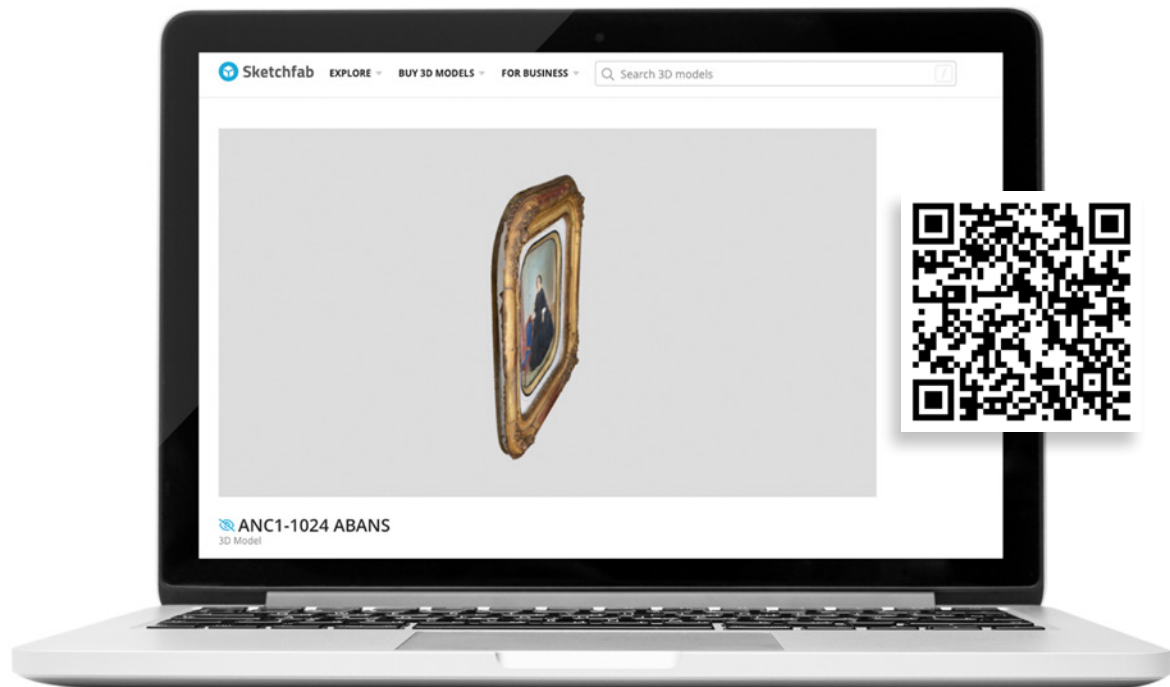 Sketchfab EXPLORE BUY 3D MODELS FOR BUSINESS Search 3D models /
ANC1-1024 ABANS
3D Model